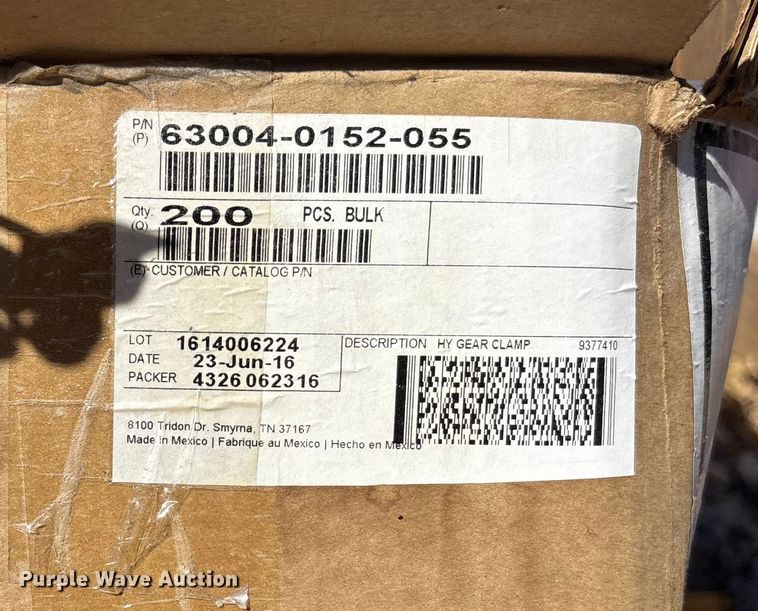 P/N
(P) 63004-0152-055
Qty.
(Q) 200 PCS. BULK
(E) CUSTOMER / CATALOG P/N
LOT 1614006224
DATE 23-Jun-16
PACKER 4326 062316
DESCRIPTION HY GEAR CLAMP 9377410
8100 Tridon Dr. Smyrna, TN 37167
Made in Mexico | Fabrique au Mexico | Hecho en Mexico
Purple Wave Auction